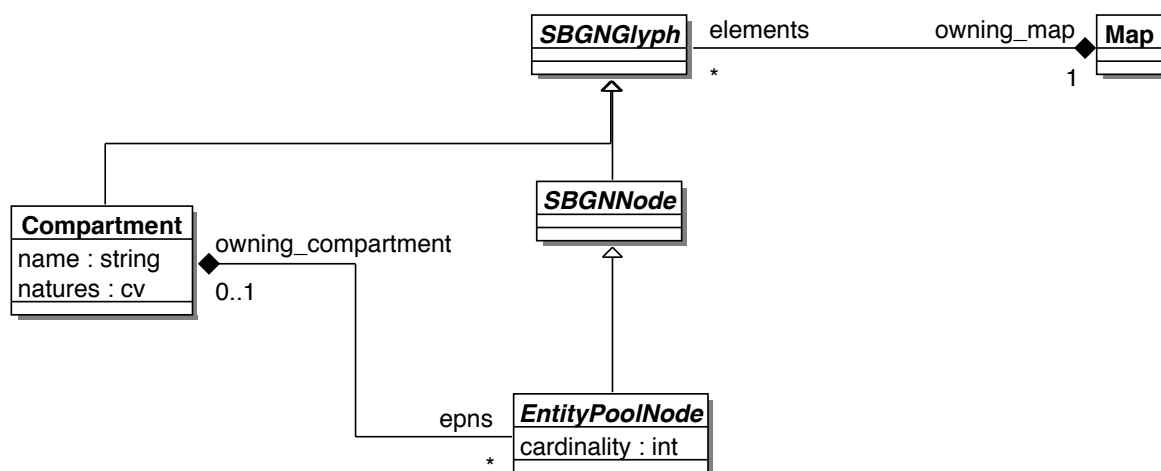 SBGNGlyph
elements
owning_map
Map
*
1
SBGNNode
Compartment
name : string
natures : cv
owning_compartment
0..1
EntityPoolNode
epns
cardinality : int
*